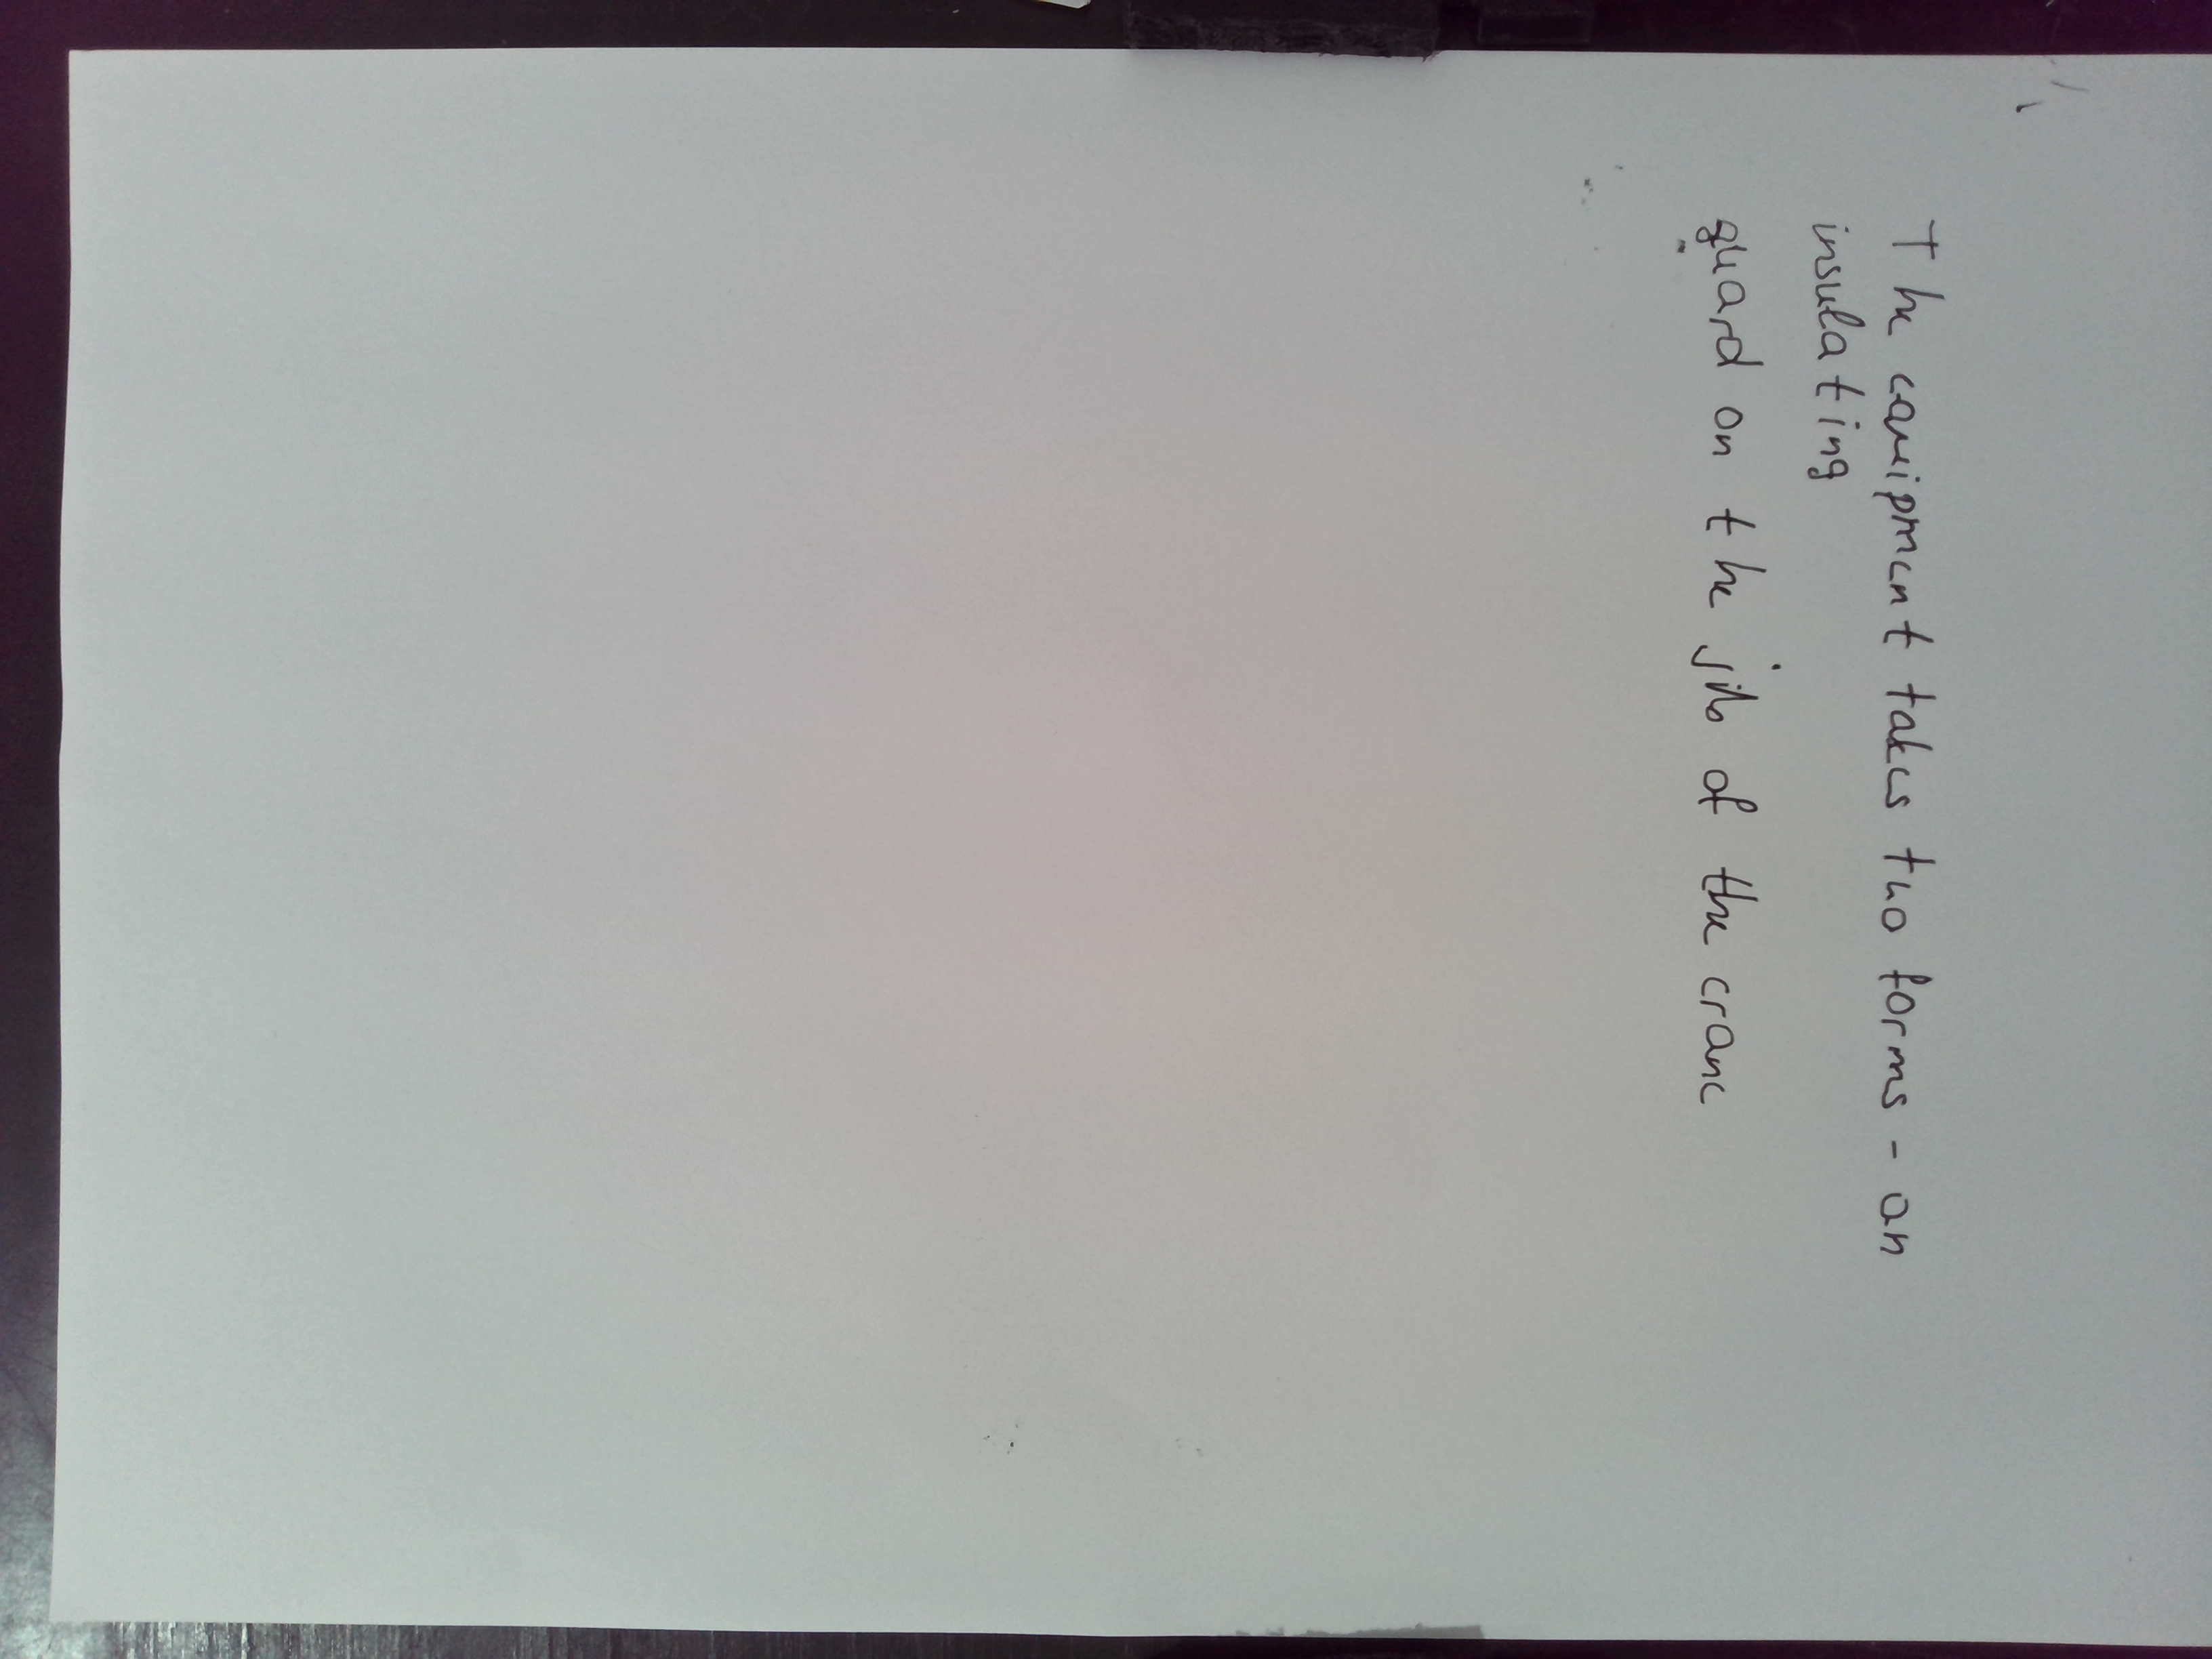 The equipment takes two forms - an
insulating
guard on the jib of the crane